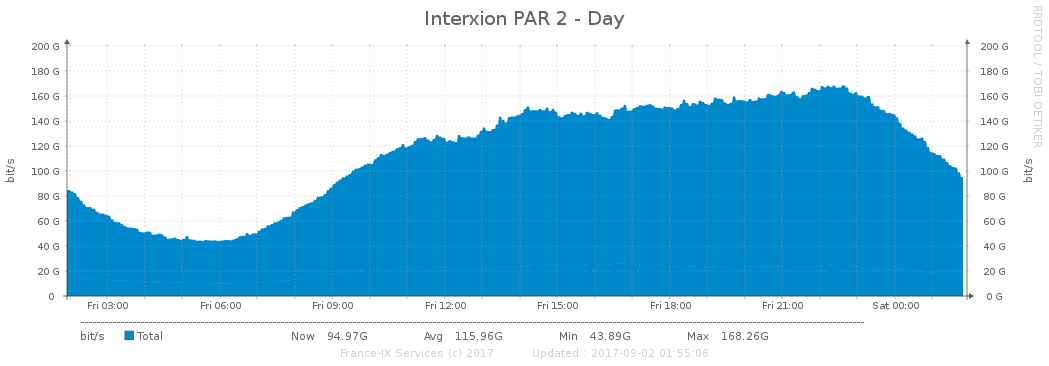 Interxion PAR 2 - Day
RRDTOOL / TOBI OETIKER
200 G 200 G
180 G 180 G
160 G 160 G
140 G 140 G
120 G 120 G
100 G 100 G
80 G 80 G
60 G 60 G
40 G 40 G
20 G 20 G
0 0 G
bit/s bit/s
Fri 03:00 Fri 06:00 Fri 09:00 Fri 12:00 Fri 15:00 Fri 18:00 Fri 21:00 Sat 00:00
bit/s Total Now 94.97G Avg 115.96G Min 43.89G Max 168.26G
France-IX Services (c) 2017 Updated : 2017-09-02 01:55:06